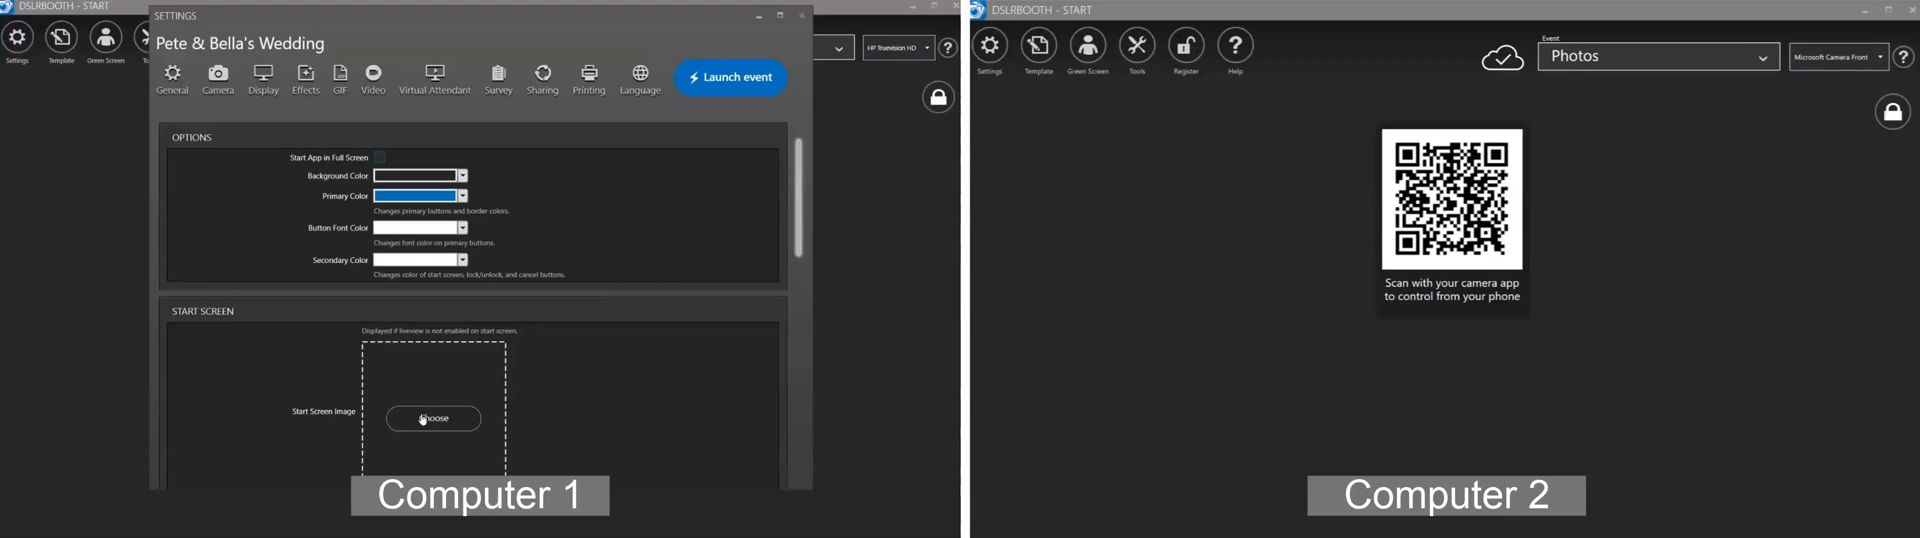 DSLRBOOTH - START
Settings
Template
Green Screen
SETTINGS
Pete & Bella's Wedding
General
Camera
Display
Effects
GIF
Video
Virtual Attendant
Survey
Sharing
Printing
Language
Launch event
HP Truevision HD
?
OPTIONS
Start App in Full Screen
Background Color
Primary Color
Changes primary buttons and border colors.
Button Font Color
Changes font color on primary buttons.
Secondary Color
Changes color of start screen, lock/unlock, and cancel buttons.
START SCREEN
Displayed if liveview is not enabled on start screen.
Start Screen Image
Choose
Computer 1
DSLRBOOTH - START
Settings
Template
Green Screen
Tools
Register
?
Help
Event
Photos
Microsoft Camera Front
?
Scan with your camera app
to control from your phone
Computer 2